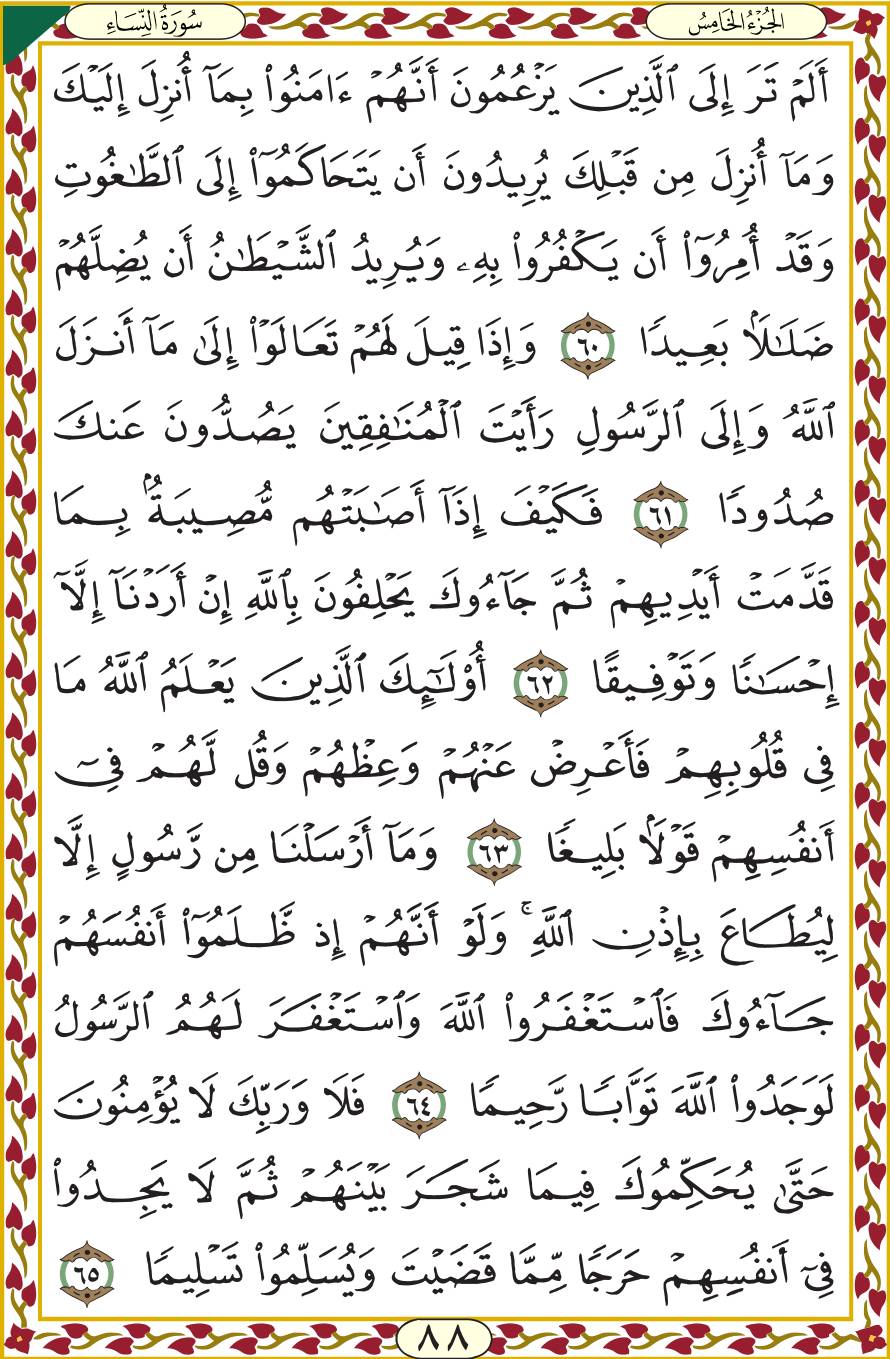 الجُزْءُ الخَامِسُ
سُورَةُ النِّسَاءِ
أَلَمۡ تَرَ إِلَى ٱلَّذِينَ يَزۡعُمُونَ أَنَّهُمۡ ءَامَنُواْ بِمَآ أُنزِلَ إِلَيۡكَ
وَمَآ أُنزِلَ مِن قَبۡلِكَ يُرِيدُونَ أَن يَتَحَاكَمُوٓاْ إِلَى ٱلطَّٰغُوتِ
وَقَدۡ أُمِرُوٓاْ أَن يَكۡفُرُواْ بِهِۦ وَيُرِيدُ ٱلشَّيۡطَٰنُ أَن يُضِلَّهُمۡ
ضَلَٰلَۢا بَعِيدٗا ٦٠ وَإِذَا قِيلَ لَهُمۡ تَعَالَوۡاْ إِلَىٰ مَآ أَنزَلَ
ٱللَّهُ وَإِلَى ٱلرَّسُولِ رَأَيۡتَ ٱلۡمُنَٰفِقِينَ يَصُدُّونَ عَنكَ
صُدُودٗا ٦١ فَكَيۡفَ إِذَآ أَصَٰبَتۡهُم مُّصِيبَةُۢ بِمَا
قَدَّمَتۡ أَيۡدِيهِمۡ ثُمَّ جَآءُوكَ يَحۡلِفُونَ بِٱللَّهِ إِنۡ أَرَدۡنَآ إِلَّآ
إِحۡسَٰنٗا وَتَوۡفِيقًا ٦٢ أُوْلَٰٓئِكَ ٱلَّذِينَ يَعۡلَمُ ٱللَّهُ مَا
فِي قُلُوبِهِمۡ فَأَعۡرِضۡ عَنۡهُمۡ وَعِظۡهُمۡ وَقُل لَّهُمۡ فِيٓ
أَنفُسِهِمۡ قَوۡلَۢا بَلِيغٗا ٦٣ وَمَآ أَرۡسَلۡنَا مِن رَّسُولٍ إِلَّا
لِيُطَاعَ بِإِذۡنِ ٱللَّهِۚ وَلَوۡ أَنَّهُمۡ إِذ ظَّلَمُوٓاْ أَنفُسَهُمۡ
جَآءُوكَ فَٱسۡتَغۡفَرُواْ ٱللَّهَ وَٱسۡتَغۡفَرَ لَهُمُ ٱلرَّسُولُ
لَوَجَدُواْ ٱللَّهَ تَوَّابٗا رَّحِيمٗا ٦٤ فَلَا وَرَبِّكَ لَا يُؤۡمِنُونَ
حَتَّىٰ يُحَكِّمُوكَ فِيمَا شَجَرَ بَيۡنَهُمۡ ثُمَّ لَا يَجِدُواْ
فِيٓ أَنفُسِهِمۡ حَرَجٗا مِّمَّا قَضَيۡتَ وَيُسَلِّمُواْ تَسۡلِيمٗا ٦٥
٨٨